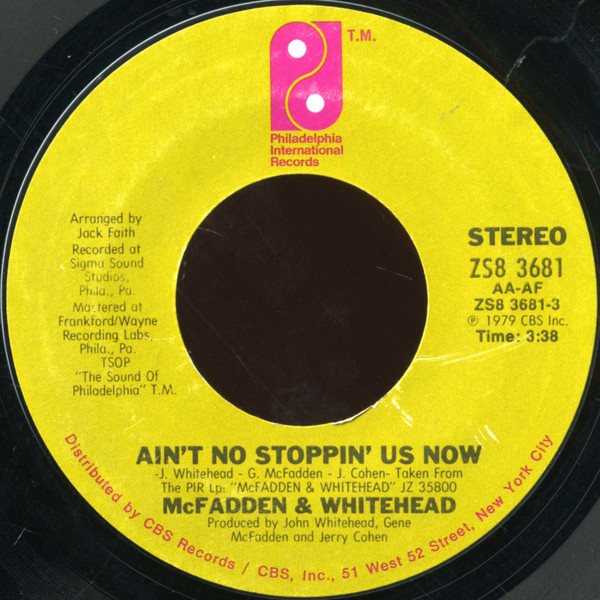 T.M.
Philadelphia
International
Records
Arranged by
Jack Faith
Recorded at
Sigma Sound
Studios,
Phila., Pa.
Mastered at
Frankford/Wayne
Recording Labs,
Phila., Pa.
TSOP
"The Sound Of
Philadelphia" T.M.
STEREO
ZS8 3681
AA-AF
ZS8 3681-3
℗ 1979 CBS Inc.
Time: 3:38
AIN'T NO STOPPIN' US NOW
-J. Whitehead - G. McFadden - J. Cohen- Taken From
The PIR Lp: "McFADDEN & WHITEHEAD" JZ 35800
McFADDEN & WHITEHEAD
Produced by John Whitehead, Gene
McFadden and Jerry Cohen
Distributed by CBS Records / CBS, Inc., 51 West 52 Street, New York City